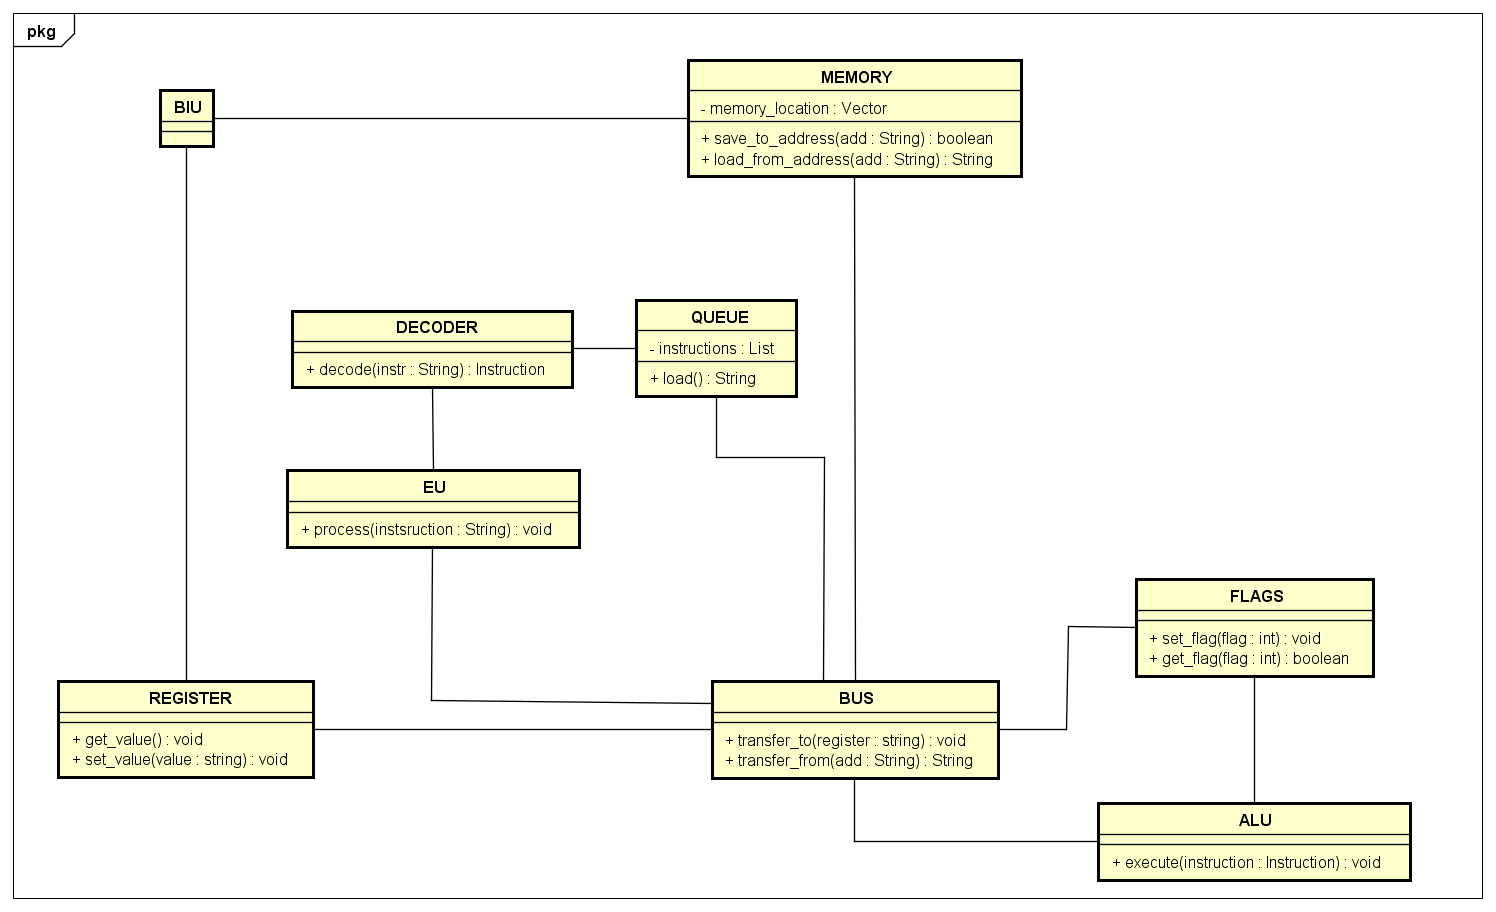 pkg
BIU
MEMORY
- memory_location : Vector
+ save_to_address(add : String) : boolean
+ load_from_address(add : String) : String
DECODER
+ decode(instr : String) : Instruction
QUEUE
- instructions : List
+ load() : String
EU
+ process(instsruction : String) : void
FLAGS
+ set_flag(flag : int) : void
+ get_flag(flag : int) : boolean
REGISTER
+ get_value() : void
+ set_value(value : string) : void
BUS
+ transfer_to(register : string) : void
+ transfer_from(add : String) : String
ALU
+ execute(instruction : Instruction) : void